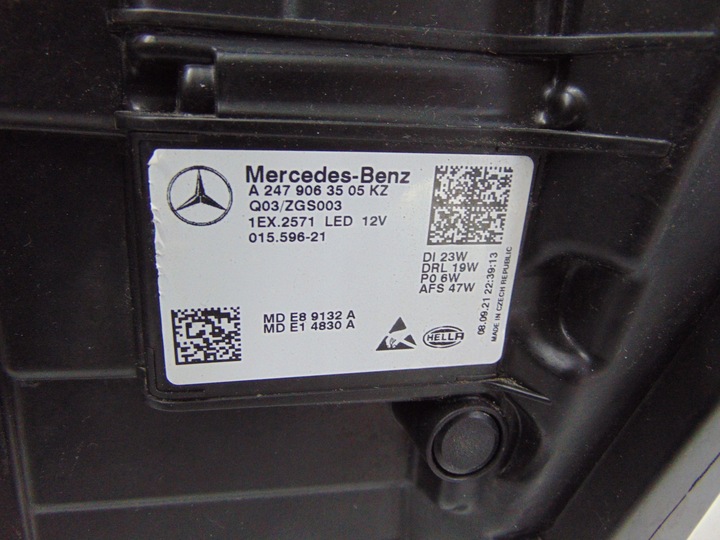 Mercedes-Benz
A 247 906 35 05 KZ
Q03/ZGS003
1EX.2571 LED 12V
015.596-21
DI 23W
DRL 19W
P0 6W
AFS 47W
08.09.21 22:39:13
MADE IN CZECH REPUBLIC
MD E8 9132 A
MD E1 4830 A
HELLA